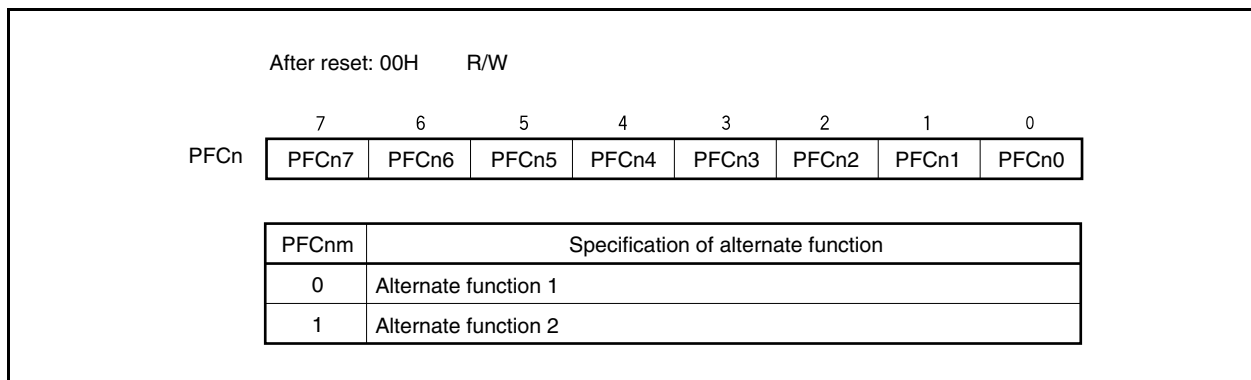 After reset: 00H R/W
7 6 5 4 3 2 1 0
PFCn PFCn7 PFCn6 PFCn5 PFCn4 PFCn3 PFCn2 PFCn1 PFCn0
PFCnm Specification of alternate function
0 Alternate function 1
1 Alternate function 2